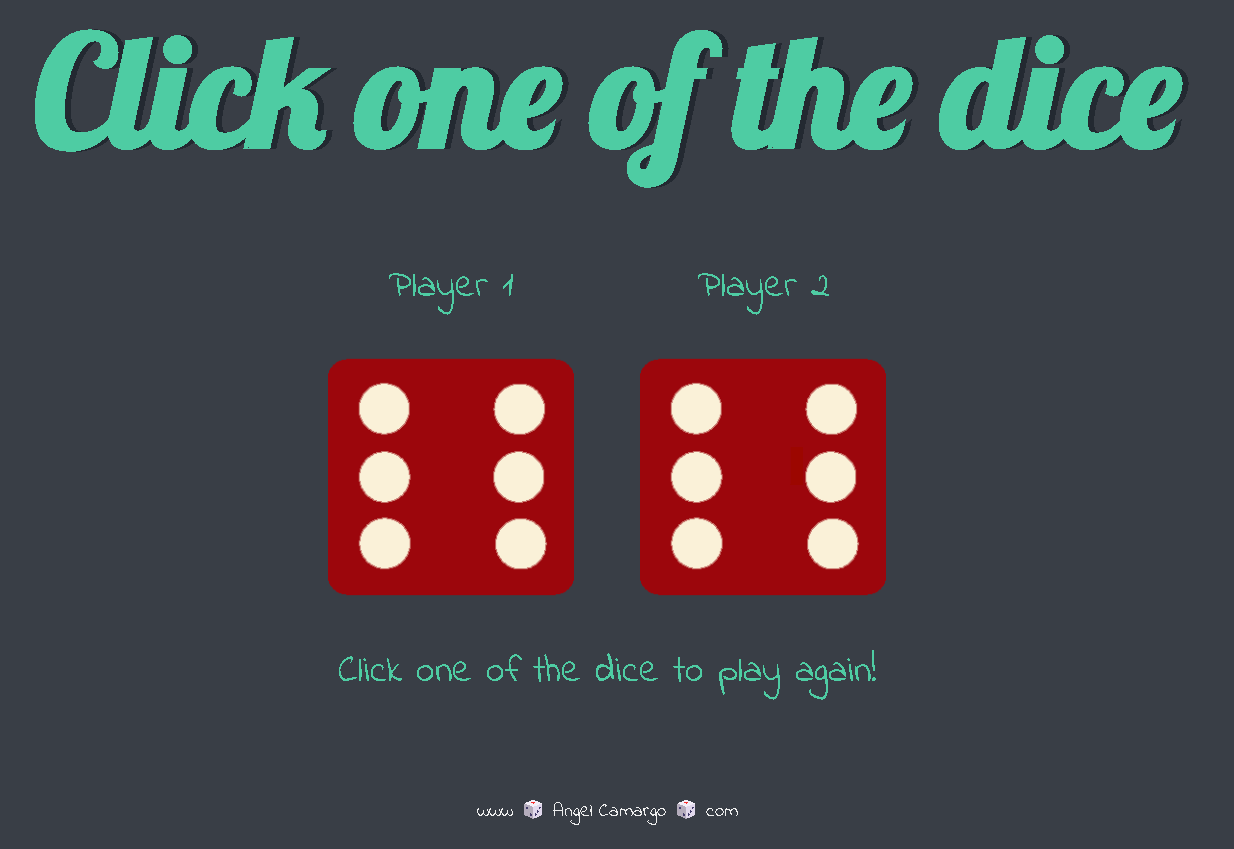 Click one of the dice
Player 1 Player 2
Click one of the dice to play again!
www 🎲 Angel Camargo 🎲 com